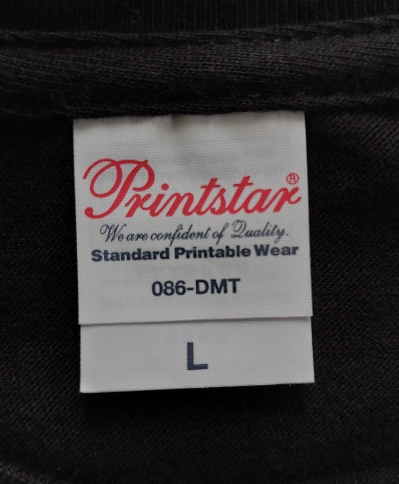 Printstar®
We are confident of Quality.
Standard Printable Wear
086-DMT
L